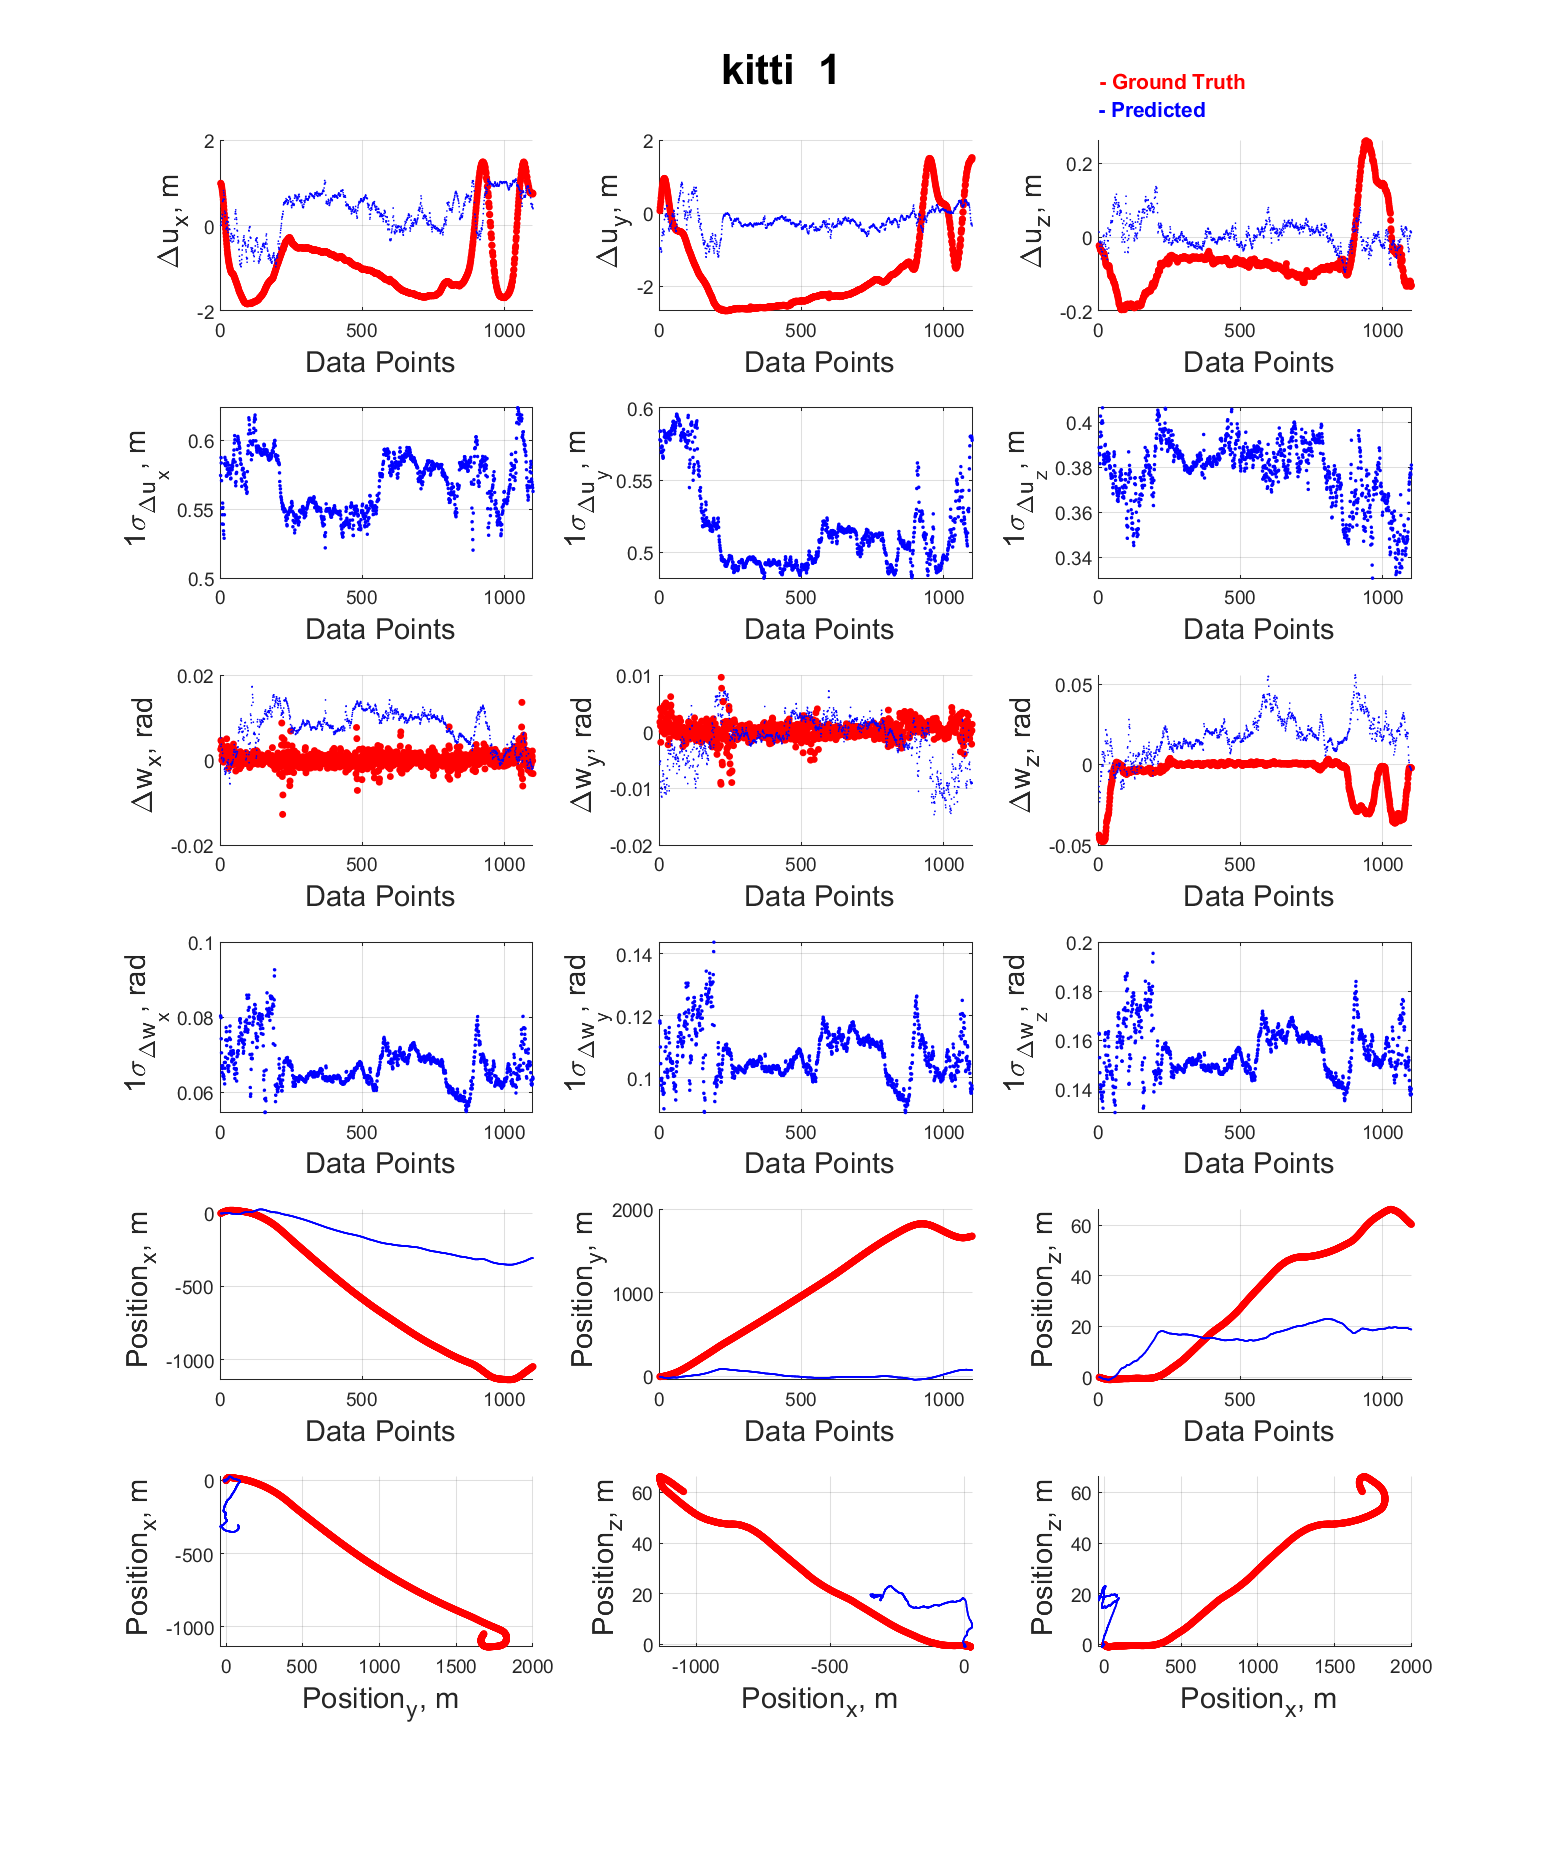 kitti 1
- Ground Truth
- Predicted
Δu_x, m
2
0
-2
0 500 1000
Data Points
Δu_y, m
2
0
-2
0 500 1000
Data Points
Δu_z, m
0.2
0
-0.2
0 500 1000
Data Points
1σ_Δu_x, m
0.6
0.55
0.5
0 500 1000
Data Points
1σ_Δu_y, m
0.6
0.55
0.5
0 500 1000
Data Points
1σ_Δu_z, m
0.4
0.38
0.36
0.34
0 500 1000
Data Points
Δw_x, rad
0.02
0
-0.02
0 500 1000
Data Points
Δw_y, rad
0.01
0
-0.01
-0.02
0 500 1000
Data Points
Δw_z, rad
0.05
0
-0.05
0 500 1000
Data Points
1σ_Δw_x, rad
0.1
0.08
0.06
0 500 1000
Data Points
1σ_Δw_y, rad
0.14
0.12
0.1
0 500 1000
Data Points
1σ_Δw_z, rad
0.2
0.18
0.16
0.14
0 500 1000
Data Points
Position_x, m
0
-500
-1000
0 500 1000
Data Points
Position_y, m
2000
1000
0
0 500 1000
Data Points
Position_z, m
60
40
20
0
0 500 1000
Data Points
Position_x, m
0
-500
-1000
0 500 1000 1500 2000
Position_y, m
Position_z, m
60
40
20
0
-1000 -500 0
Position_x, m
Position_z, m
60
40
20
0
0 500 1000 1500 2000
Position_x, m